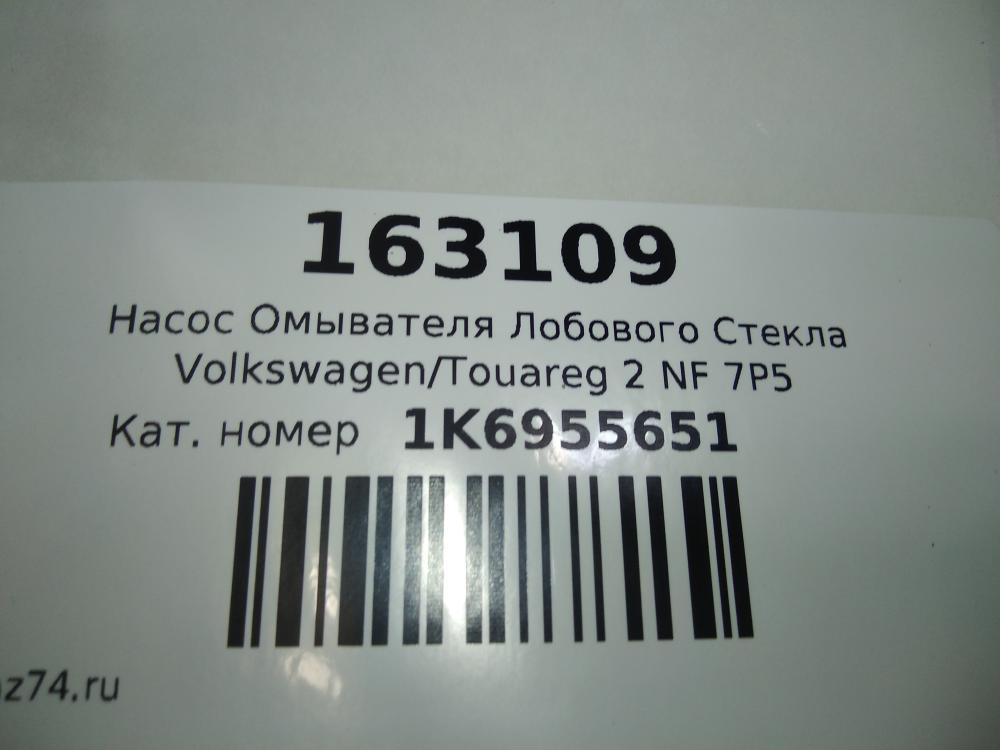 163109
Насос Омывателя Лобового Стекла
Volkswagen/Touareg 2 NF 7P5
Кат. номер 1K6955651
z74.ru